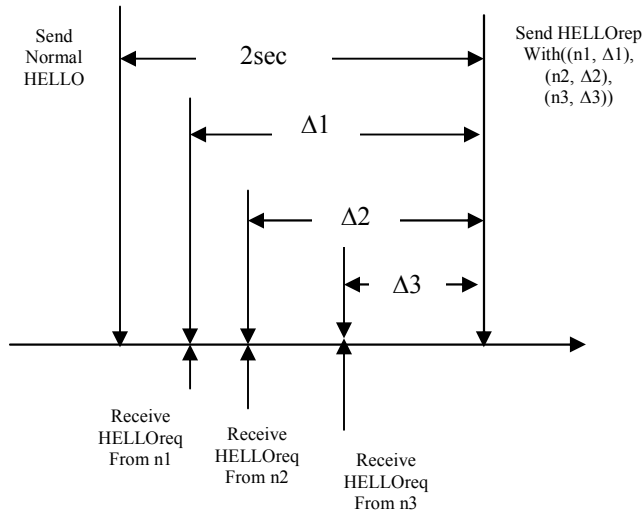 Send
Normal
HELLO
2sec
Send HELLOrep
With((n1, Δ1),
(n2, Δ2),
(n3, Δ3))
Δ1
Δ2
Δ3
Receive
HELLOreq
From n1
Receive
HELLOreq
From n2
Receive
HELLOreq
From n3